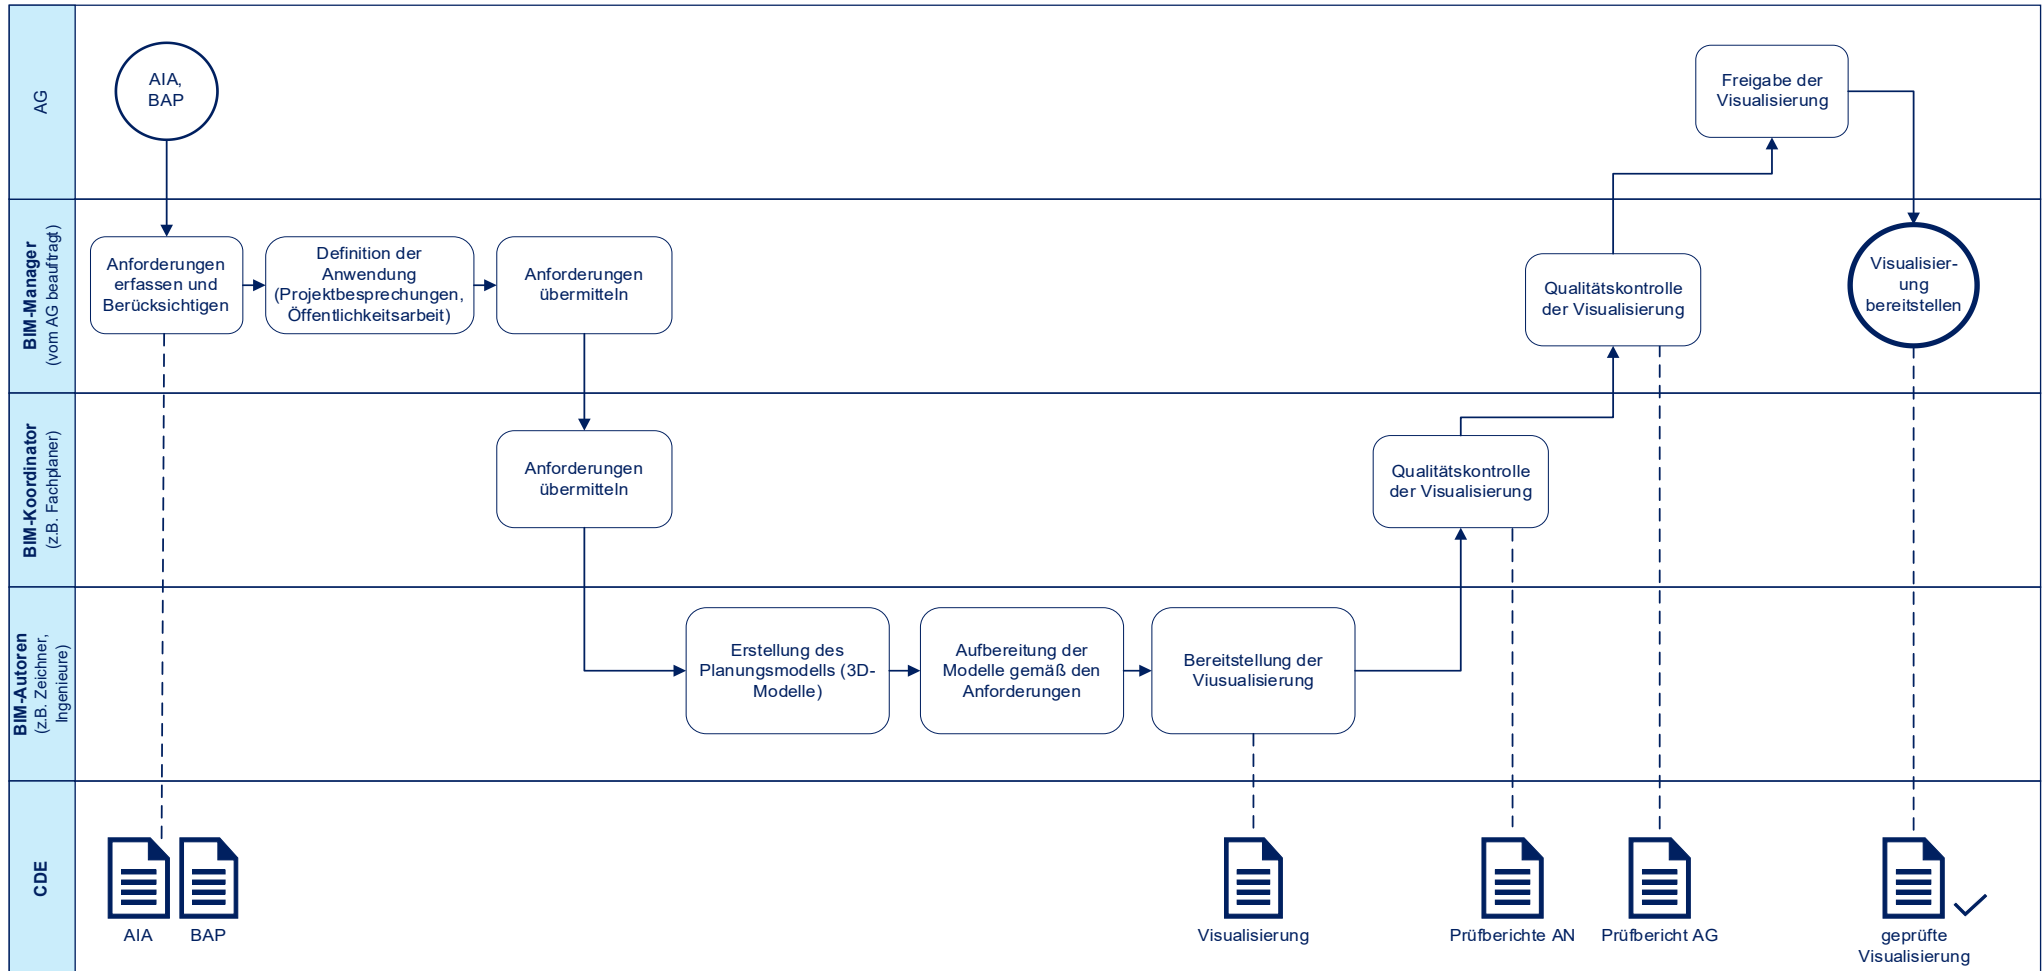 AG
AIA,
BAP
Freigabe der
Visualisierung
BIM-Manager
(vom AG beauftragt)
Anforderungen
erfassen und
Berücksichtigen
Definition der
Anwendung
(Projektbesprechungen,
Öffentlichkeitsarbeit)
Anforderungen
übermitteln
Qualitätskontrolle
der Visualisierung
Visualisier-
ung
bereitstellen
BIM-Koordinator
(z.B. Fachplaner)
Anforderungen
übermitteln
Qualitätskontrolle
der Visualisierung
BIM-Autoren
(z.B. Zeichner,
Ingenieure)
Erstellung des
Planungsmodells (3D-
Modelle)
Aufbereitung der
Modelle gemäß den
Anforderungen
Bereitstellung der
Viusualisierung
CDE
AIA
BAP
Visualisierung
Prüfberichte AN
Prüfbericht AG
geprüfte
Visualisierung